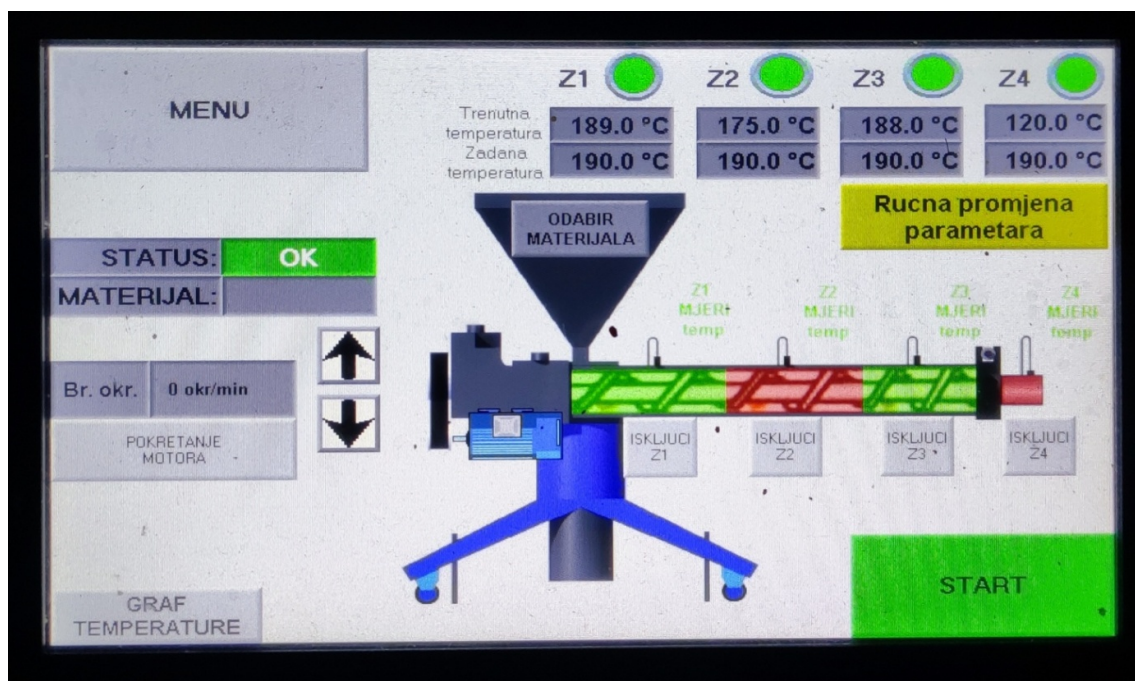 MENU
Z1
Z2
Z3
Z4
Trenutna
temperatura
189.0 °C
175.0 °C
188.0 °C
120.0 °C
Zadana
temperatura
190.0 °C
190.0 °C
190.0 °C
190.0 °C
Rucna promjena
parametara
ODABIR
MATERIJALA
STATUS:
OK
MATERIJAL:
Z1
MJERI
temp
Z2
MJERI
temp
Z3
MJERI
temp
Z4
MJERI
temp
Br. okr.
0 okr/min
POKRETANJE
MOTORA
ISKLJUCI
Z1
ISKLJUCI
Z2
ISKLJUCI
Z3
ISKLJUCI
Z4
START
GRAF
TEMPERATURE